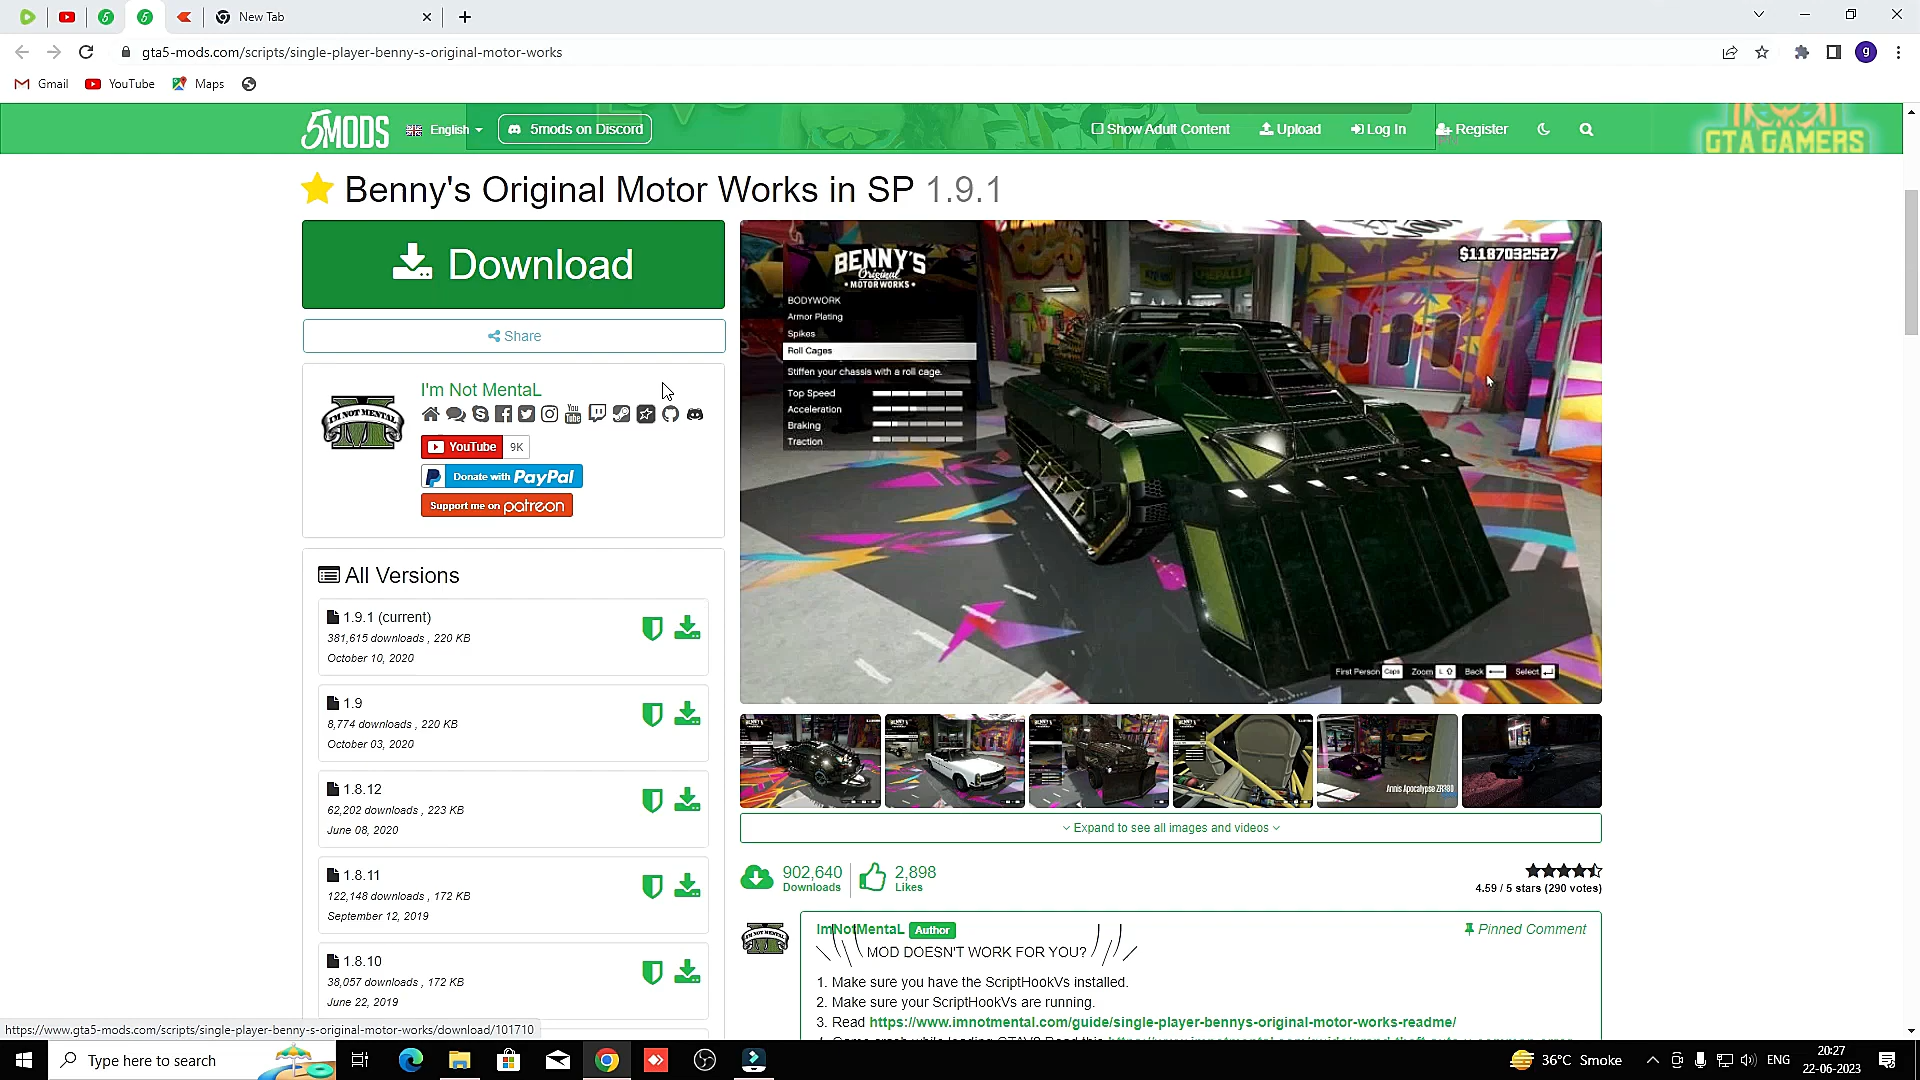 New Tab
gta5-mods.com/scripts/single-player-benny-s-original-motor-works
Gmail
YouTube
Maps
g
5MODS
English
5mods on Discord
Show Adult Content
Upload
Log In
Register
GTA GAMERS
Benny's Original Motor Works in SP 1.9.1
Download
Share
I'm Not MentaL
I'M NOT MENTAL
YouTube 9K
Donate with PayPal
Support me on patreon
All Versions
1.9.1 (current)
381,615 downloads , 220 KB
October 10, 2020
1.9
8,774 downloads , 220 KB
October 03, 2020
1.8.12
62,202 downloads , 223 KB
June 08, 2020
1.8.11
122,148 downloads , 172 KB
September 12, 2019
1.8.10
38,057 downloads , 172 KB
June 22, 2019
BENNY'S
Original
MOTOR WORKS
$1187032527
BODYWORK
Armor Plating
Spikes
Roll Cages
Stiffen your chassis with a roll cage.
Top Speed
Acceleration
Braking
Traction
First Person Caps Zoom L Back Select
Annis Apocalypse ZR380
Expand to see all images and videos
902,640
Downloads
2,898
Likes
4.59 / 5 stars (290 votes)
ImNotMentaL Author
Pinned Comment
MOD DOESN'T WORK FOR YOU?
1. Make sure you have the ScriptHookVs installed.
2. Make sure your ScriptHookVs are running.
3. Read https://www.imnotmental.com/guide/single-player-bennys-original-motor-works-readme/
https://www.gta5-mods.com/scripts/single-player-benny-s-original-motor-works/download/101710
Type here to search
36°C Smoke
ENG
20:27
22-06-2023